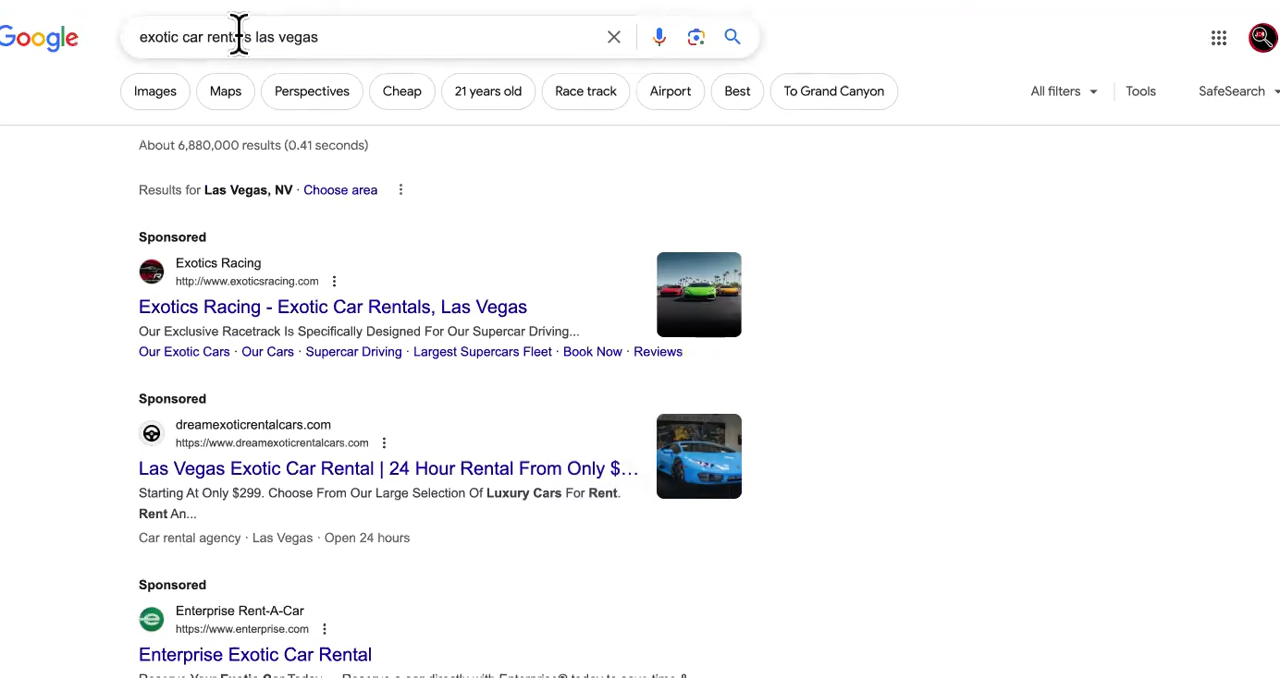 Google
exotic car rentals las vegas
Images Maps Perspectives Cheap 21 years old Race track Airport Best To Grand Canyon All filters Tools SafeSearch
About 6,880,000 results (0.41 seconds)
Results for Las Vegas, NV · Choose area
Sponsored
Exotics Racing
http://www.exoticsracing.com
Exotics Racing - Exotic Car Rentals, Las Vegas
Our Exclusive Racetrack Is Specifically Designed For Our Supercar Driving...
Our Exotic Cars · Our Cars · Supercar Driving · Largest Supercars Fleet · Book Now · Reviews
Sponsored
dreamexoticrentalcars.com
https://www.dreamexoticrentalcars.com
Las Vegas Exotic Car Rental | 24 Hour Rental From Only $...
Starting At Only $299. Choose From Our Large Selection Of Luxury Cars For Rent.
Rent An...
Car rental agency · Las Vegas · Open 24 hours
Sponsored
Enterprise Rent-A-Car
https://www.enterprise.com
Enterprise Exotic Car Rental